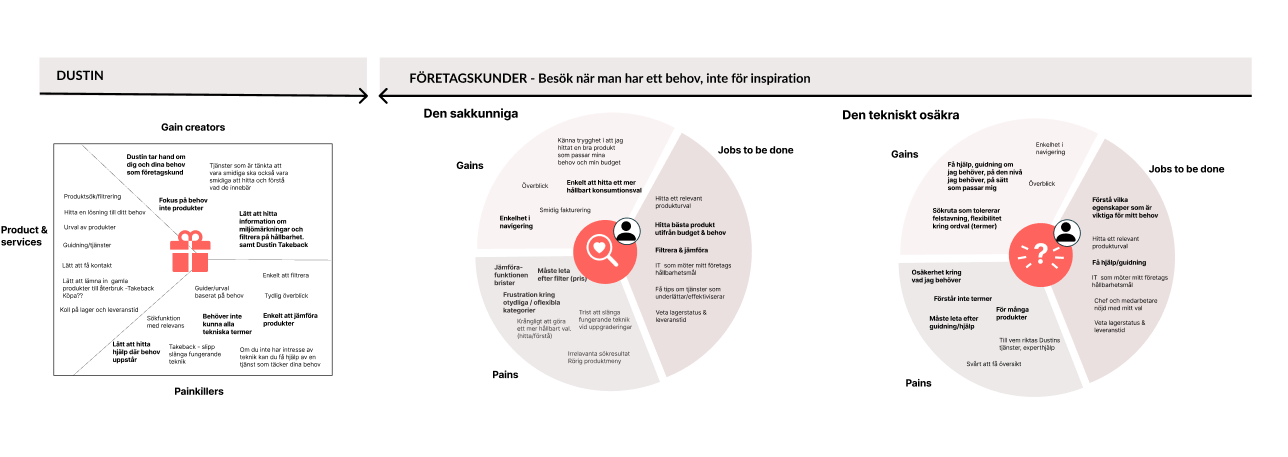 DUSTIN
FÖRETAGSKUNDER - Besök när man har ett behov, inte för inspiration
Gain creators
Dustin tar hand om
dig och dina behov
som företagskund
Tjänster som är tänkta att
vara smidiga ska också vara
smidiga att hitta och förstå
vad de innebär
Fokus på behov
inte produkter
Lätt att hitta
information om
miljömärkningar och
filtrera på hållbarhet.
samt Dustin Takeback
Product &
services
Produktsök/filtrering
Hitta en lösning till ditt behov
Urval av produkter
Guidning/tjänster
Lätt att få kontakt
Lätt att lämna in gamla
produkter till återbruk -Takeback
Köpa??
Koll på lager och leveranstid
Enkelt att filtrera
Guider/urval
baserat på behov
Tydlig överblick
Sökfunktion
med relevans
Behöver inte
kunna alla
tekniska termer
Enkelt att jämföra
produkter
Lätt att hitta
hjälp där behov
uppstår
Takeback - slipp
slänga fungerande
teknik
Om du inte har intresse av
teknik kan du få hjälp av en
tjänst som täcker dina behov
Painkillers
Den sakkunniga
Gains
Känna trygghet i att jag
hittat en bra produkt
som passar mina
behov och min budget
Överblick
Enkelt att hitta ett mer
hållbart konsumtionsval
Smidig fakturering
Enkelhet i
navigering
Jobs to be done
Hitta ett relevant
produkturval
Hitta bästa produkt
utifrån budget & behov
Filtrera & jämföra
IT som möter mitt företags
hållbarhetsmål
Få tips om tjänster som
underlättar/effektiviserar
Veta lagerstatus &
leveranstid
Jämföra-
funktionen
brister
Måste leta
efter filter (pris)
Frustration kring
otydliga / oflexibla
kategorier
Krångligt att göra
ett mer hållbart val.
(hitta/förstå)
Trist att slänga
fungerande teknik
vid uppgraderingar
Irrelevanta sökresultat
Rörig produktmeny
Pains
Den tekniskt osäkra
Gains
Enkelhet i
navigering
Få hjälp, guidning om
jag behöver, på den nivå
jag behöver, på sätt
som passar mig
Överblick
Sökruta som tolererar
felstavning, flexibilitet
kring ordval (termer)
Jobs to be done
Förstå vilka
egenskaper som är
viktiga för mitt behov
Hitta ett relevant
produkturval
Få hjälp/guidning
IT som möter mitt företags
hållbarhetsmål
Chef och medarbetare
nöjd med mitt val
Veta lagerstatus &
leveranstid
Osäkerhet kring
vad jag behöver
Förstår inte termer
Måste leta efter
guidning/hjälp
För många
produkter
Till vem riktas Dustins
tjänster, experthjälp
Svårt att få översikt
Pains